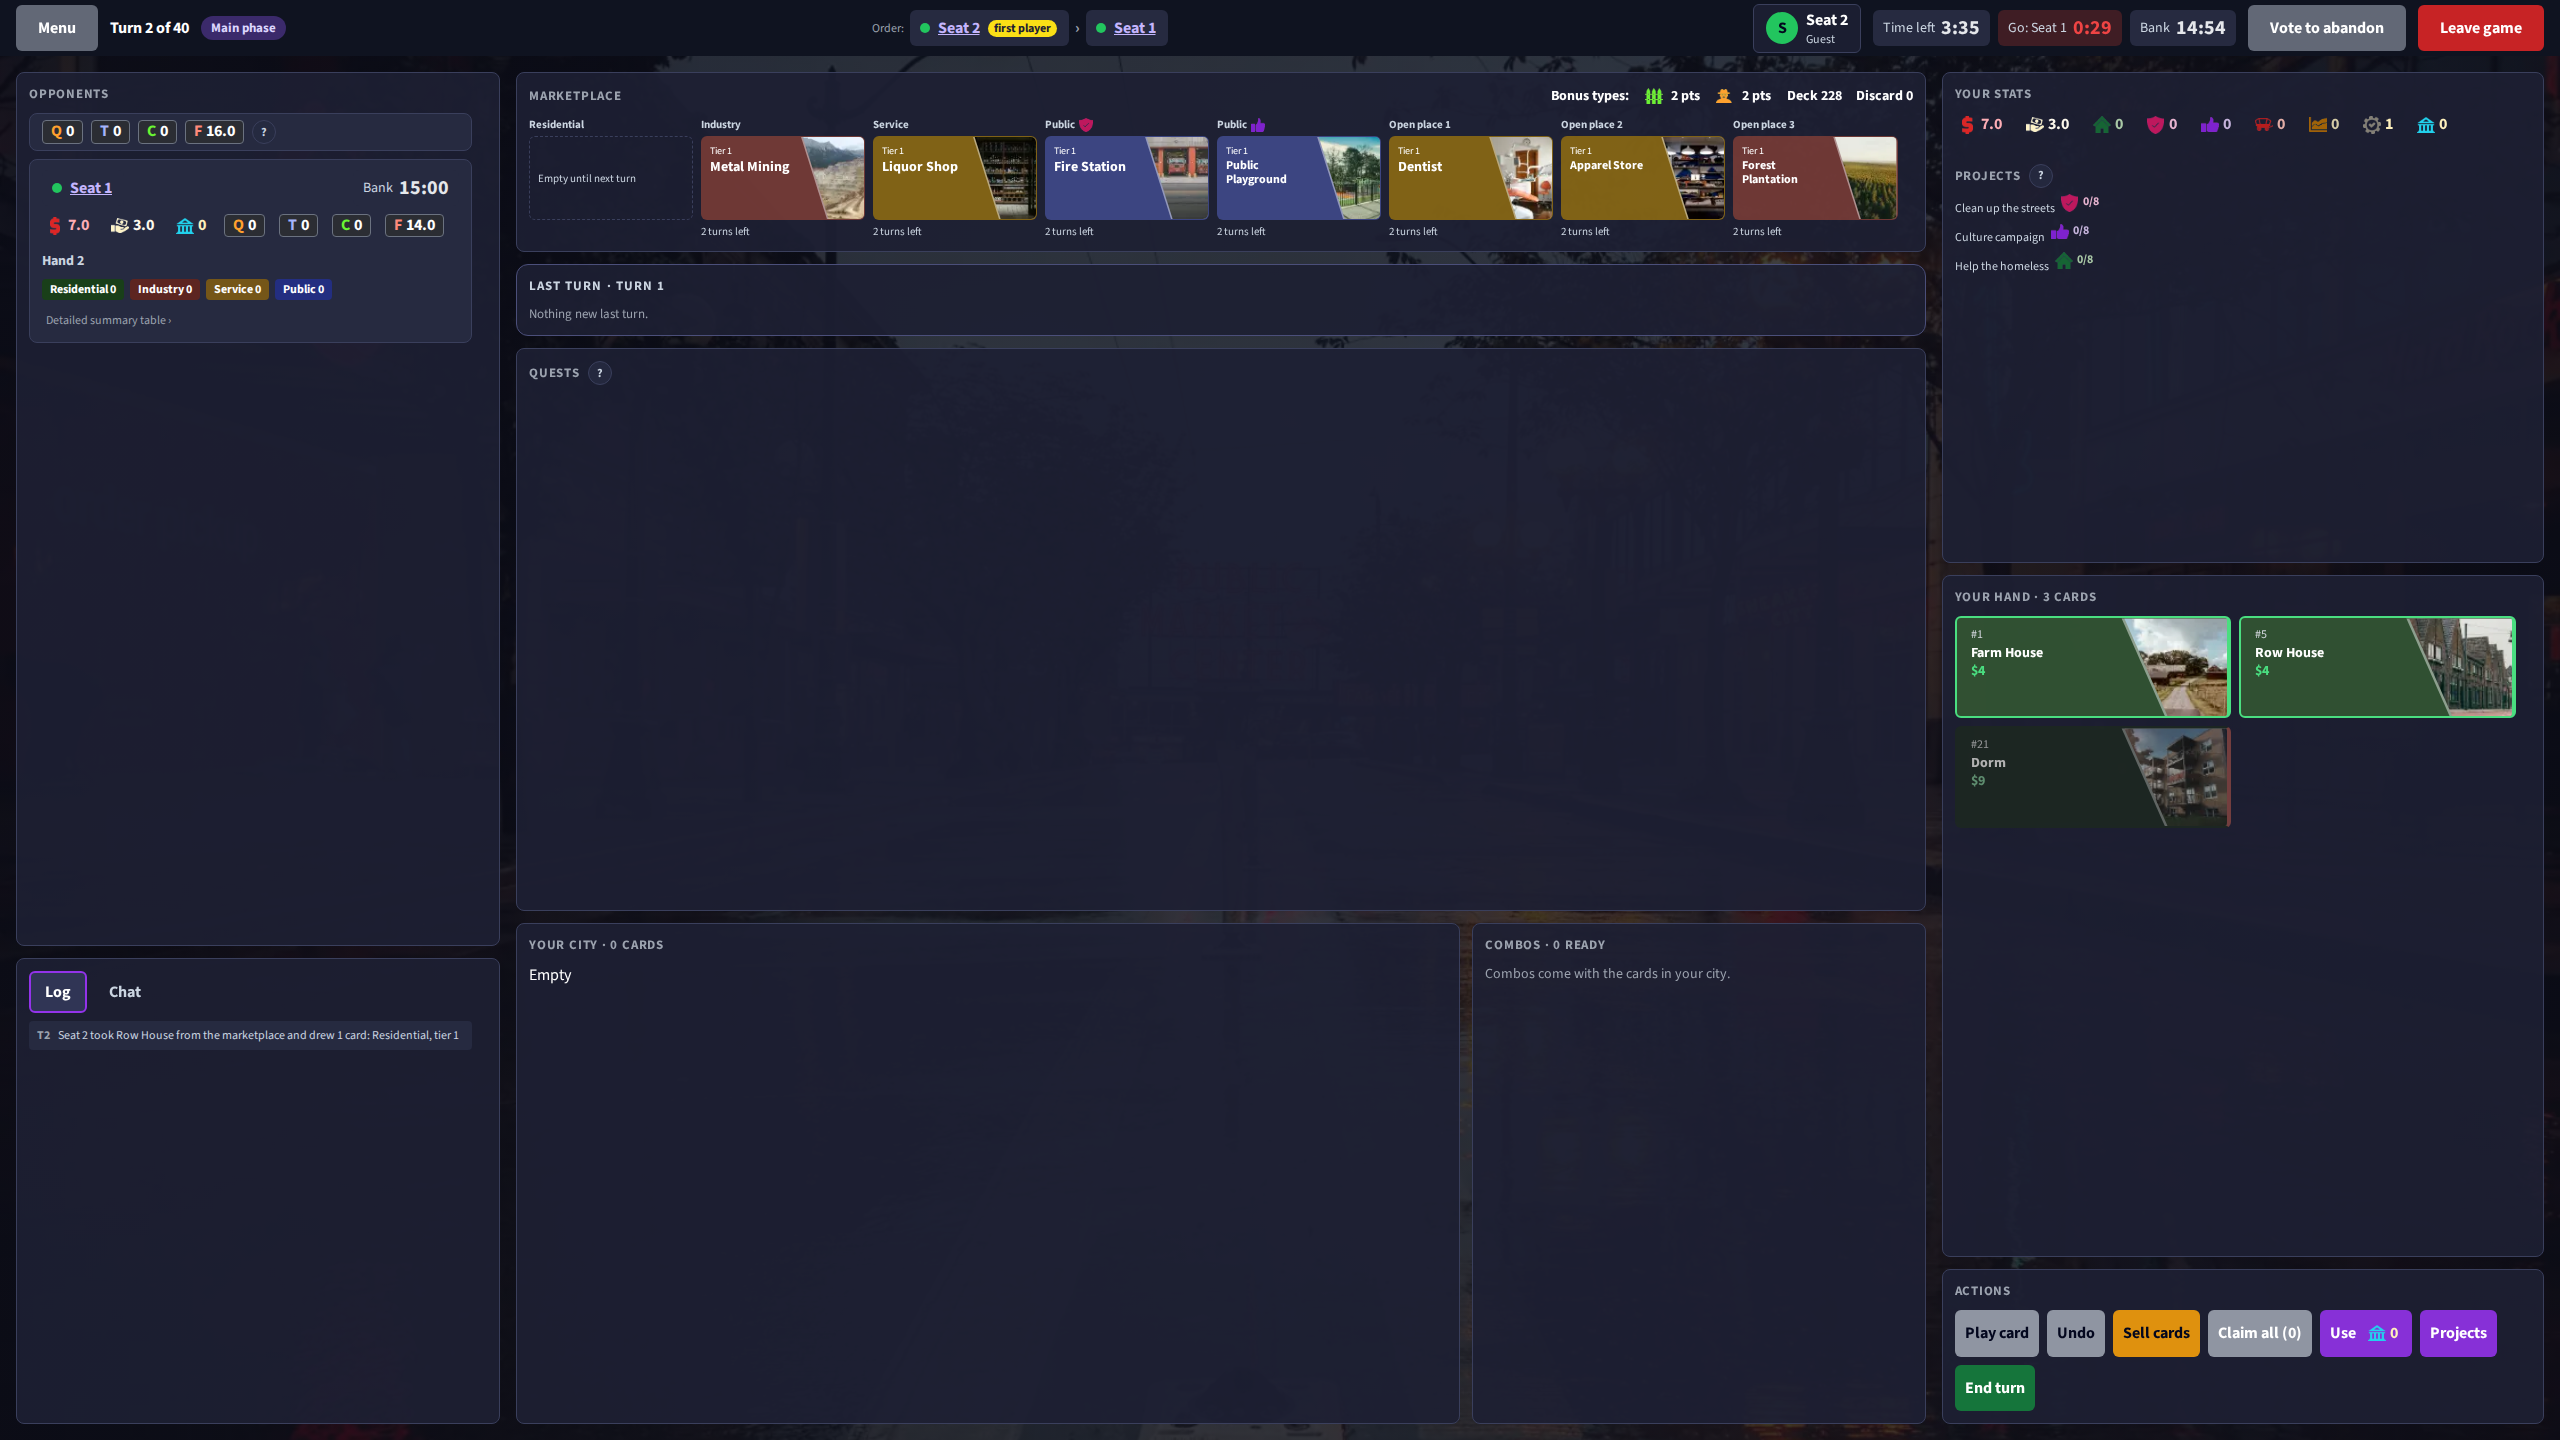 Menu
Turn 2 of 40
Main phase
Order:
Seat 2
first player
›
Seat 1
S
Seat 2
Guest
Time left 3:35
Go: Seat 1 0:29
Bank 14:54
Vote to abandon
Leave game
OPPONENTS
Q 0
T 0
C 0
F 16.0
?
Seat 1
Bank 15:00
7.0
3.0
0
Q 0
T 0
C 0
F 14.0
Hand 2
Residential 0
Industry 0
Service 0
Public 0
Detailed summary table ›
Log
Chat
T2 Seat 2 took Row House from the marketplace and drew 1 card: Residential, tier 1
MARKETPLACE
Bonus types:
2 pts
2 pts
Deck 228
Discard 0
Residential
Empty until next turn
Industry
Tier 1
Metal Mining
2 turns left
Service
Tier 1
Liquor Shop
2 turns left
Public
Tier 1
Fire Station
2 turns left
Public
Tier 1
Public
Playground
2 turns left
Open place 1
Tier 1
Dentist
2 turns left
Open place 2
Tier 1
Apparel Store
2 turns left
Open place 3
Tier 1
Forest
Plantation
2 turns left
LAST TURN · TURN 1
Nothing new last turn.
QUESTS
?
YOUR CITY · 0 CARDS
Empty
COMBOS · 0 READY
Combos come with the cards in your city.
YOUR STATS
7.0
3.0
0
0
0
0
0
1
0
PROJECTS
?
Clean up the streets 0/8
Culture campaign 0/8
Help the homeless 0/8
YOUR HAND · 3 CARDS
#1
Farm House
$4
#5
Row House
$4
#21
Dorm
$9
ACTIONS
Play card
Undo
Sell cards
Claim all (0)
Use 0
Projects
End turn